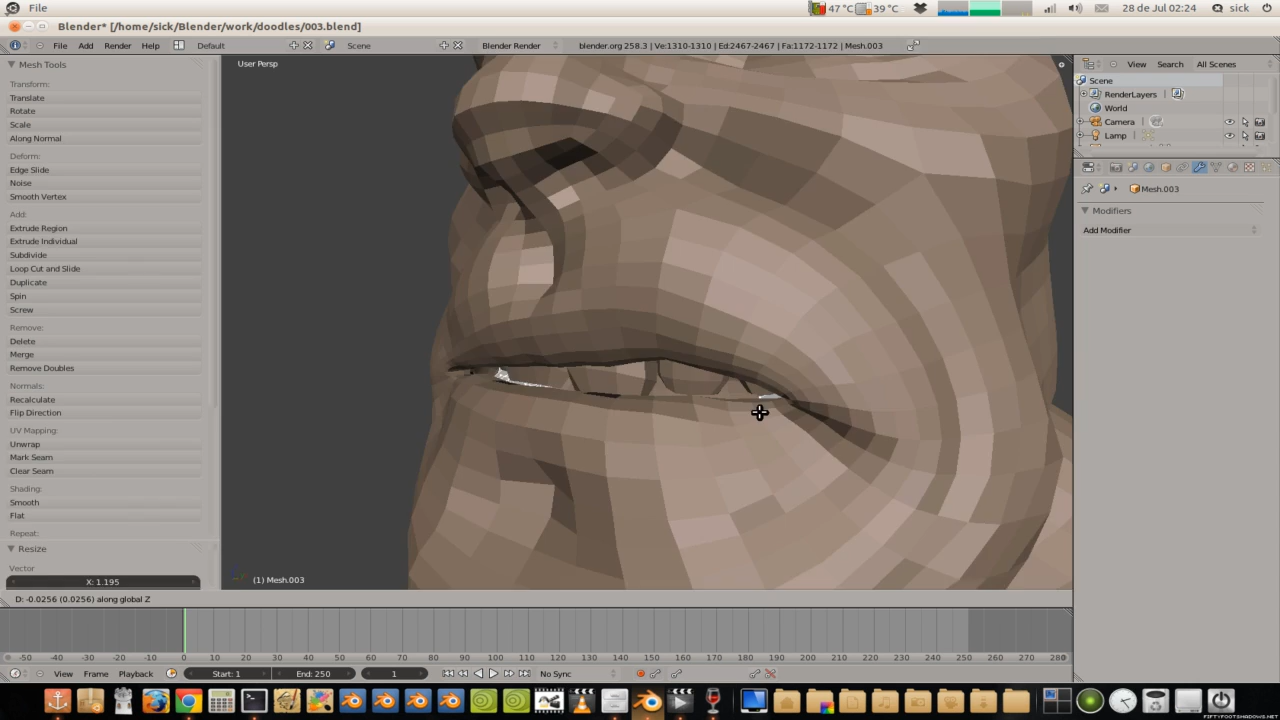 File
47 °C
39 °C
28 de Jul 02:24
sick
Blender* [/home/sick/Blender/work/doodles/003.blend]
File Add Render Help
Default
Scene
Blender Render
blender.org 258.3 | Ve:1310-1310 | Ed:2467-2467 | Fa:1172-1172 | Mesh.003
Mesh Tools
Transform:
Translate
Rotate
Scale
Along Normal
Deform:
Edge Slide
Noise
Smooth Vertex
Add:
Extrude Region
Extrude Individual
Subdivide
Loop Cut and Slide
Duplicate
Spin
Screw
Remove:
Delete
Merge
Remove Doubles
Normals:
Recalculate
Flip Direction
UV Mapping:
Unwrap
Mark Seam
Clear Seam
Shading:
Smooth
Flat
Repeat:
Resize
Vector
X: 1.195
User Persp
(1) Mesh.003
View Search All Scenes
Scene
RenderLayers
World
Camera
Lamp
Mesh.003
Modifiers
Add Modifier
D: -0.0256 (0.0256) along global Z
-50 -40 -30 -20 -10 0 10 20 30 40 50 60 70 80 90 100 110 120 130 140 150 160 170 180 190 200 210 220 230 240 250 260 270 280
View Frame Playback
Start: 1
End: 250
1
No Sync
FIFTYFOOTSHADOWS.NET